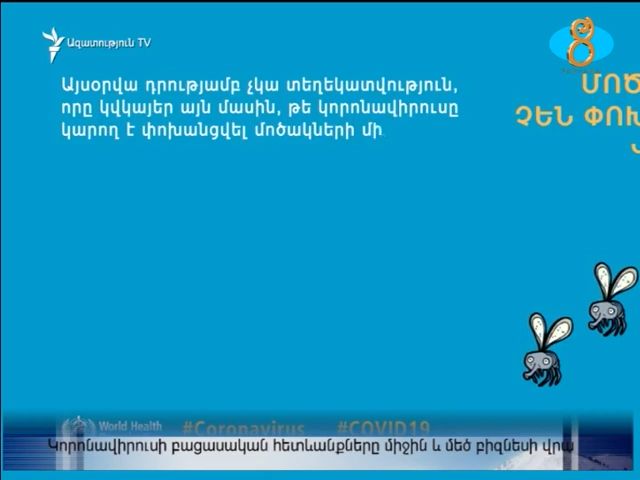 Ազատություն TV
8
Այսօրվա դրությամբ չկա տեղեկատվություն,
որը կվկայեր այն մասին, թե կորոնավիրուսը
կարող է փոխանցվել մոծակների մի
ՄՈԾ
ՉԵՆ ՓՈԽ
World Health
#Coronavirus #COVID19
Կորոնավիրուսի բացասական հետևանքները միջին և մեծ բիզնեսի վրա